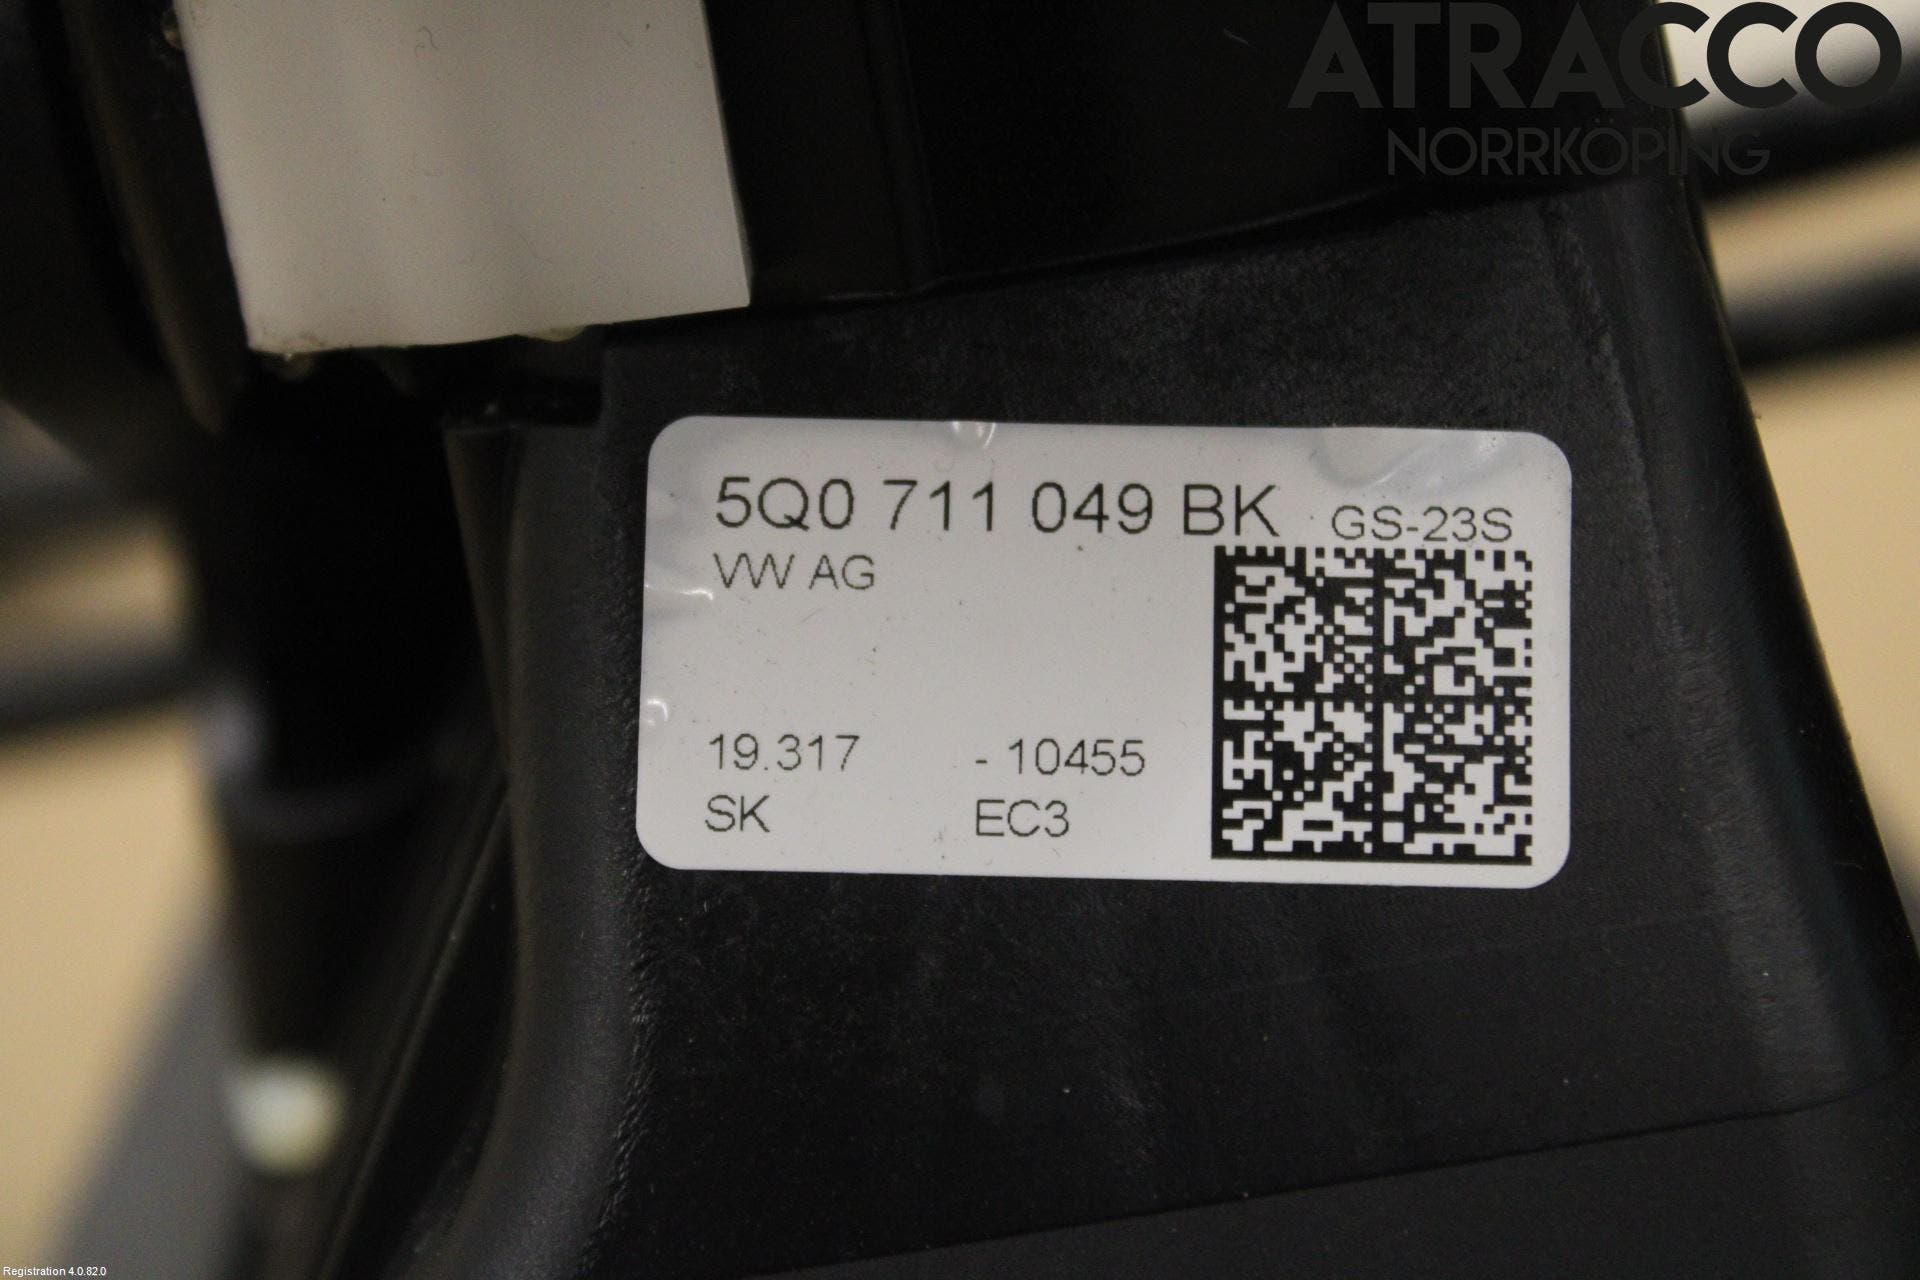 ATRACCO
NORRKÖPING
5Q0 711 049 BK GS-23S
VW AG
19.317 - 10455
SK EC3
Registration 4.0.82.0